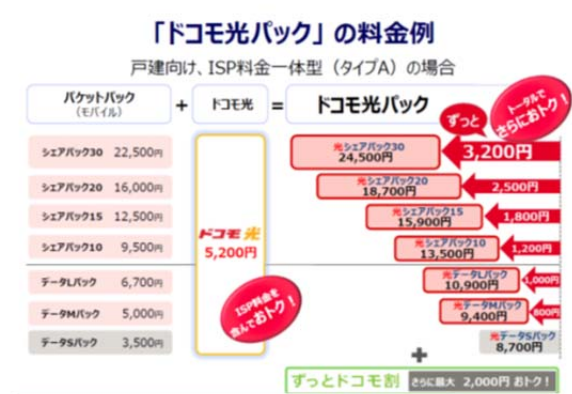 「ドコモ光パック」の料金例
戸建向け、ISP料金一体型（タイプA）の場合
パケットパック
（モバイル）
+
ドコモ光
=
ドコモ光パック
ずっと
トータルで
さらにおトク！
シェアパック30 22,500円
シェアパック20 16,000円
シェアパック15 12,500円
シェアパック10 9,500円
データLパック 6,700円
データMパック 5,000円
データSパック 3,500円
ドコモ 光
5,200円
ISP料金を
含んでおトク！
光シェアパック30
24,500円
3,200円
光シェアパック20
18,700円
2,500円
光シェアパック15
15,900円
1,800円
光シェアパック10
13,500円
1,200円
光データLパック
10,900円
1,000円
光データMパック
9,400円
800円
光データSパック
8,700円
+
ずっとドコモ割 さらに最大 2,000円 おトク！